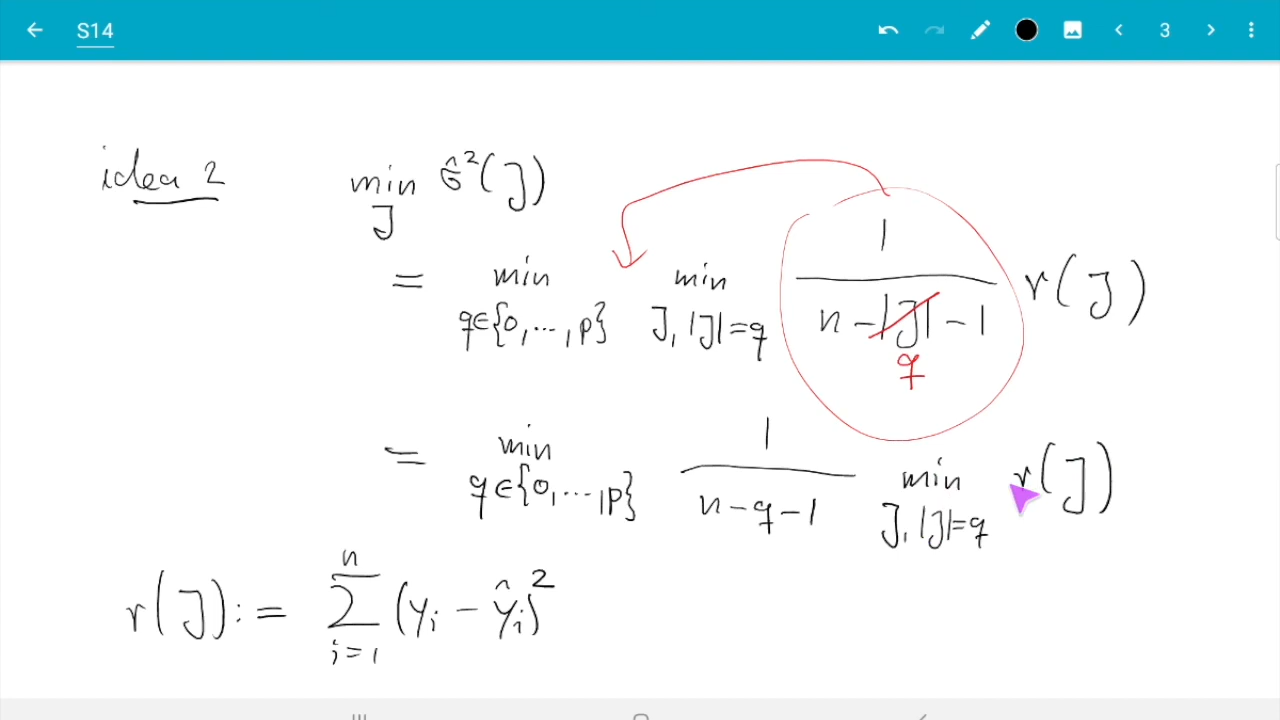 S14 3
idea 2 min σ̂²(J)
J
= min min 1 r(J)
q∈{0,…,p} J, |J|=q n−|J|−1
q
= min 1 min r(J)
q∈{0,…,p} n−q−1 J, |J|=q
n
r(J) := ∑ (yᵢ − ŷᵢ)²
i=1